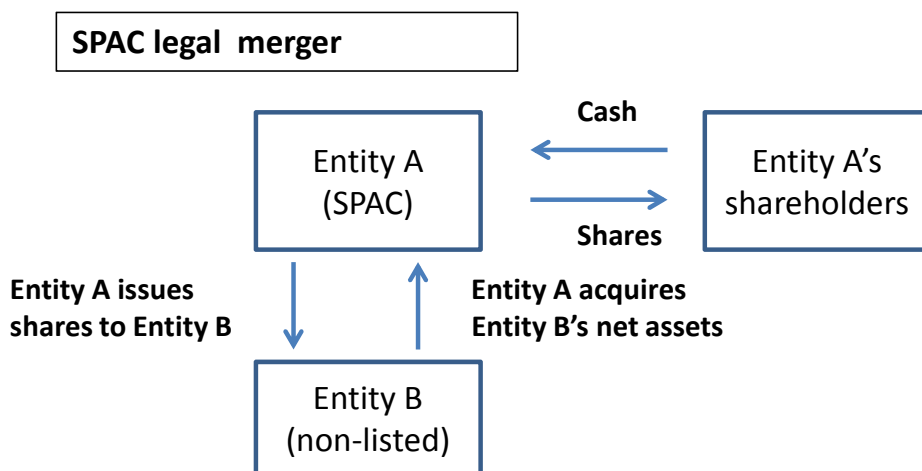 SPAC legal  merger
Cash
Entity A
(SPAC)
Entity A’s
shareholders
Shares
Entity A issues
shares to Entity B
Entity A acquires
Entity B’s net assets
Entity B
(non-listed)